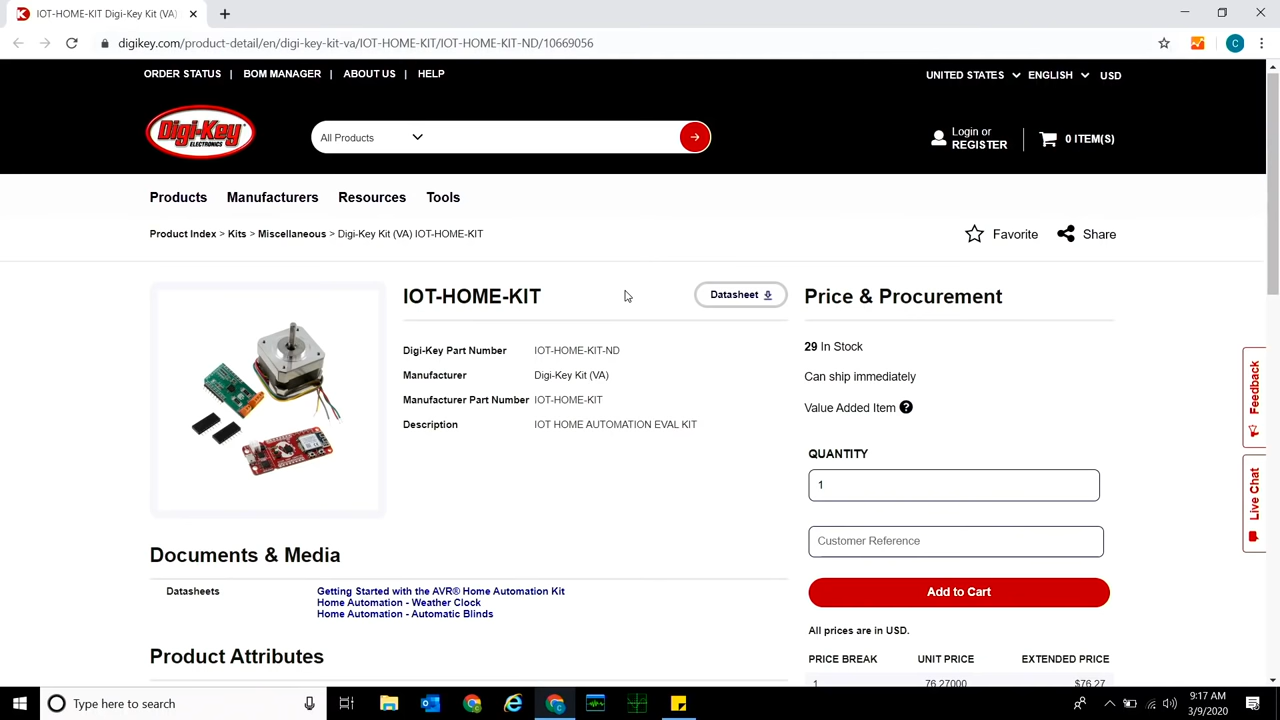 IOT-HOME-KIT Digi-Key Kit (VA)
digikey.com/product-detail/en/digi-key-kit-va/IOT-HOME-KIT/IOT-HOME-KIT-ND/10669056
C
ORDER STATUS | BOM MANAGER | ABOUT US | HELP
UNITED STATES ENGLISH USD
Digi-Key
ELECTRONICS
All Products
Login or
REGISTER
0 ITEM(S)
Products Manufacturers Resources Tools
Product Index > Kits > Miscellaneous > Digi-Key Kit (VA) IOT-HOME-KIT
Favorite Share
IOT-HOME-KIT
Datasheet
Digi-Key Part Number IOT-HOME-KIT-ND
Manufacturer Digi-Key Kit (VA)
Manufacturer Part Number IOT-HOME-KIT
Description IOT HOME AUTOMATION EVAL KIT
Price & Procurement
29 In Stock
Can ship immediately
Value Added Item ?
QUANTITY
1
Customer Reference
Add to Cart
All prices are in USD.
PRICE BREAK UNIT PRICE EXTENDED PRICE
1 76.27000 $76.27
Documents & Media
Datasheets
Getting Started with the AVR® Home Automation Kit
Home Automation - Weather Clock
Home Automation - Automatic Blinds
Product Attributes
Feedback
Live Chat
Type here to search
9:17 AM
3/9/2020